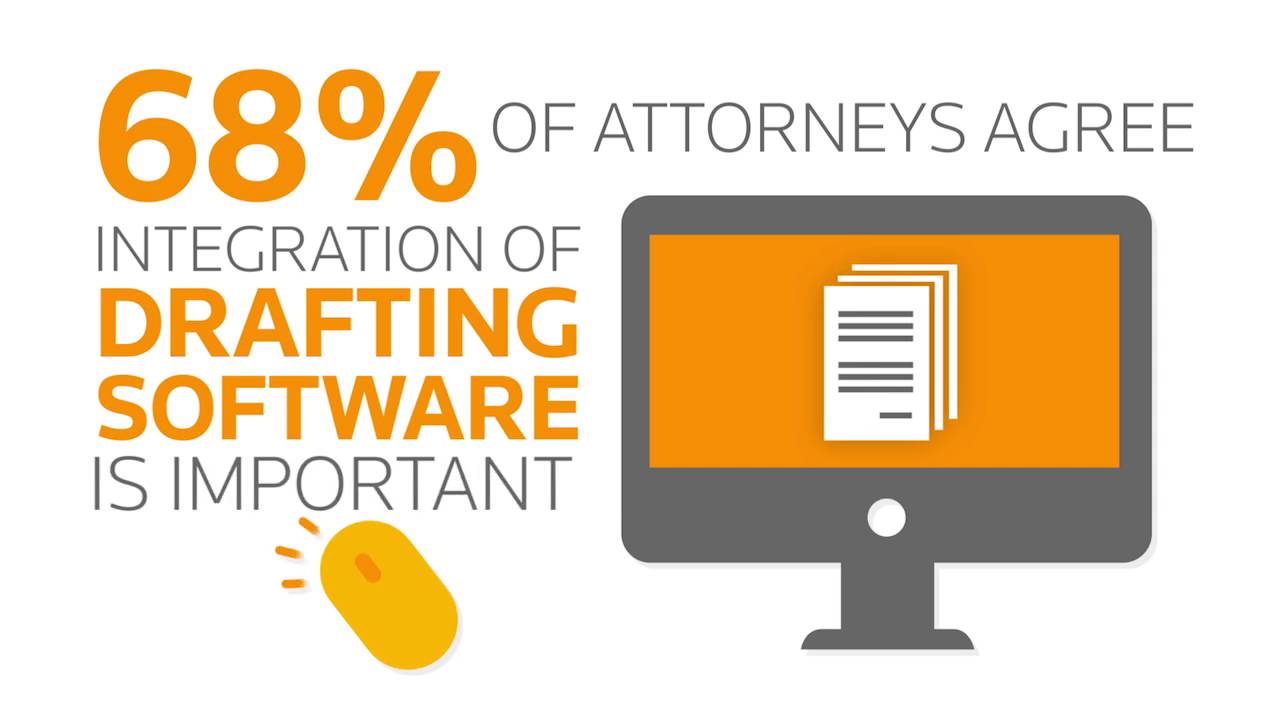 68% OF ATTORNEYS AGREE
INTEGRATION OF
DRAFTING
SOFTWARE
IS IMPORTANT